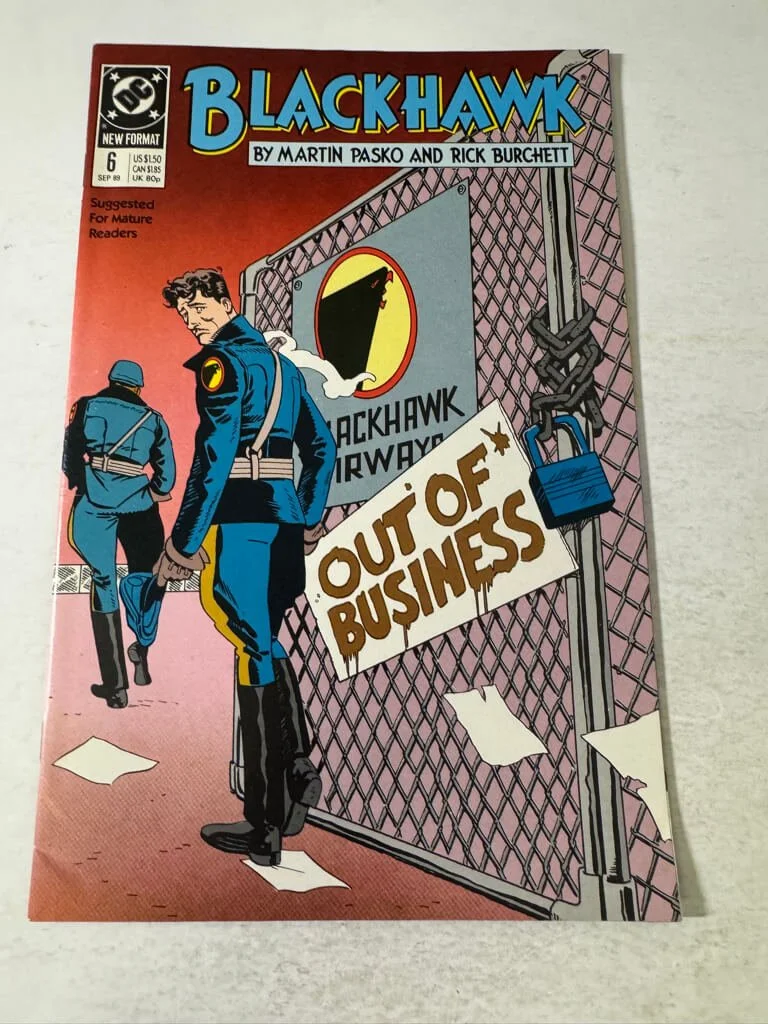 DC
NEW FORMAT
6
SEP 89
US $1.50
CAN $1.85
UK 80p
Suggested
For Mature
Readers
BLACKHAWK
BY MARTIN PASKO AND RICK BURCHETT
LACKHAWK
IRWAYS
OUT OF
BUSINESS